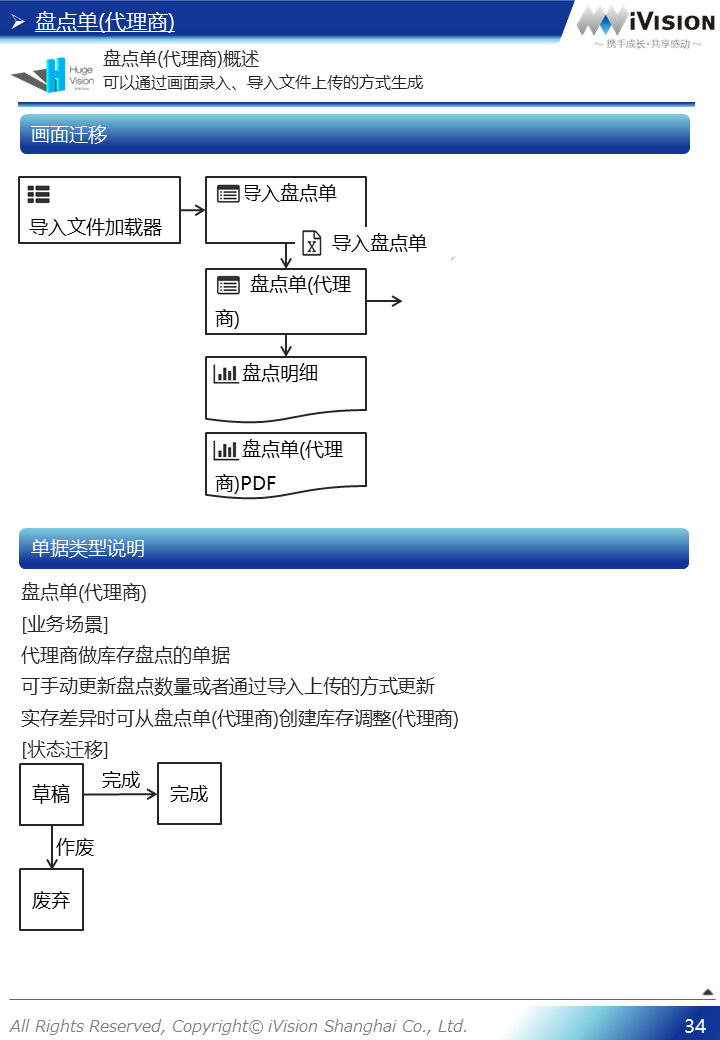 盘点单(代理商)
iVISION
～ 携手成长·共享感动 ～
Huge
Vision
盘点单(代理商)概述
可以通过画面录入、导入文件上传的方式生成
画面迁移
导入文件加载器
导入盘点单
X
导入盘点单
盘点单(代理
商)
盘点明细
盘点单(代理
商)PDF
单据类型说明
盘点单(代理商)
[业务场景]
代理商做库存盘点的单据
可手动更新盘点数量或者通过导入上传的方式更新
实存差异时可从盘点单(代理商)创建库存调整(代理商)
[状态迁移]
草稿
完成
完成
作废
废弃
All Rights Reserved, Copyright© iVision Shanghai Co., Ltd.
34